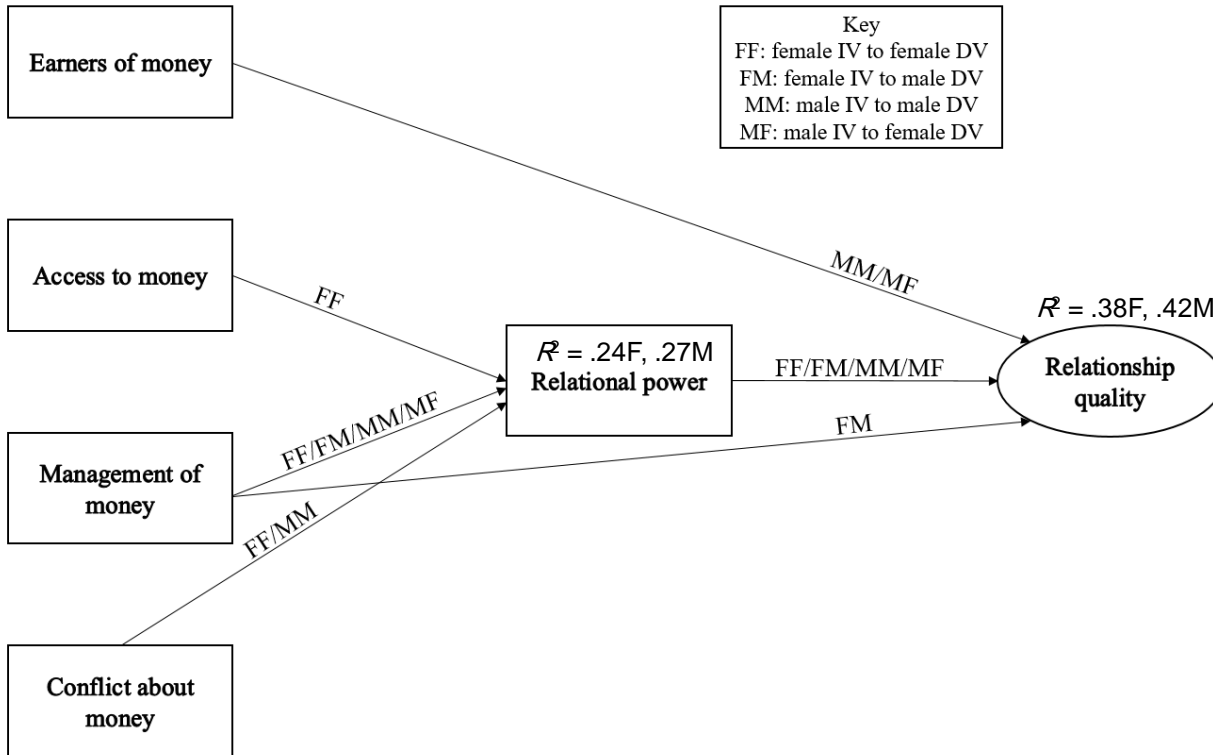 Key
FF: female IV to female DV
FM: female IV to male DV
MM: male IV to male DV
MF: male IV to female DV
Earners of money
MM/MF
Access to money
FF
R² = .24F, .27M
Relational power
FF/FM/MM/MF
R² = .38F, .42M
Relationship
quality
Management of
money
FF/FM/MM/MF
FM
Conflict about
money
FF/MM